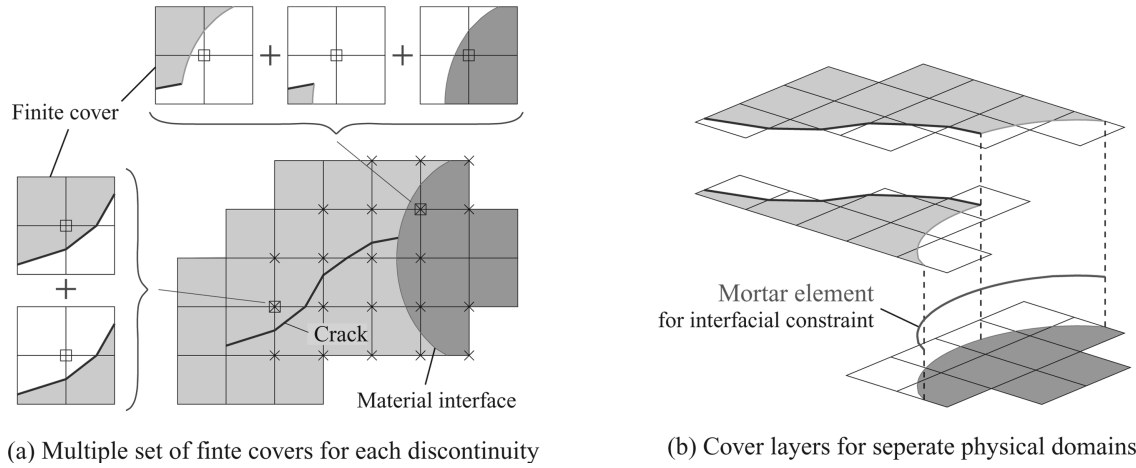 Finite cover
Crack
Material interface
(a) Multiple set of finte covers for each discontinuity
Mortar element
for interfacial constraint
(b) Cover layers for seperate physical domains